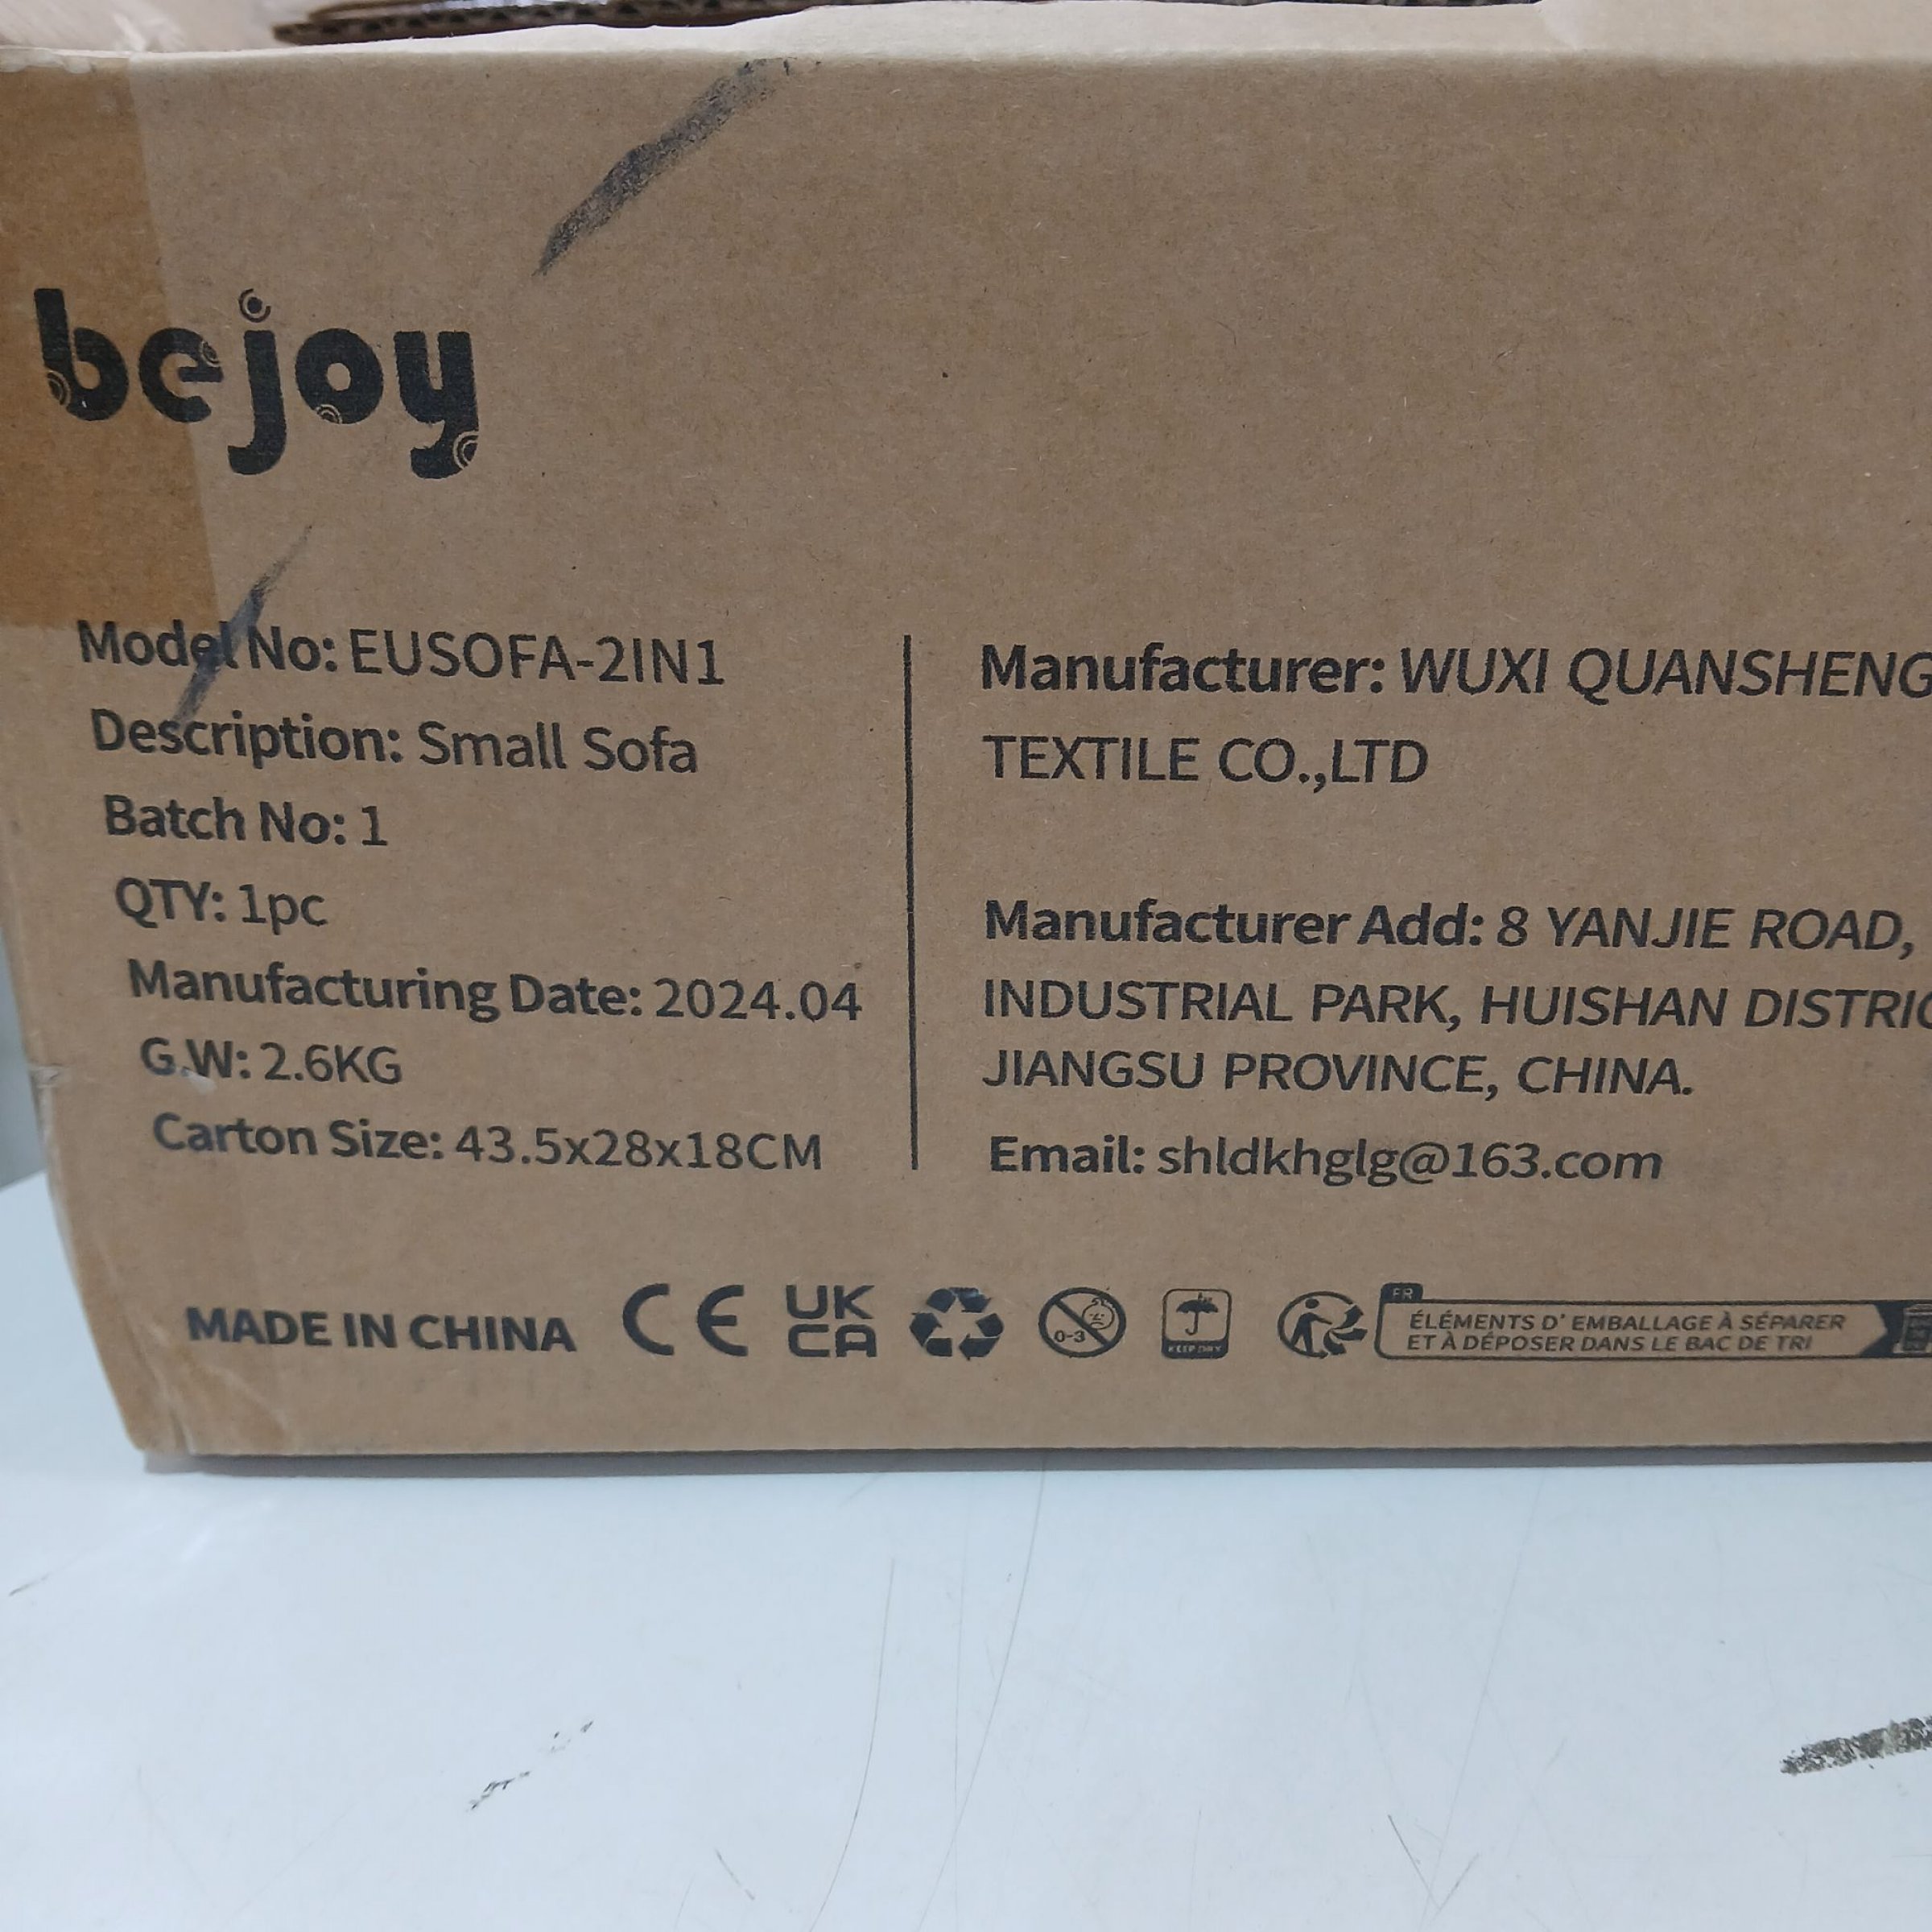 bejoy
Model No: EUSOFA-2IN1
Description: Small Sofa
Batch No: 1
QTY: 1pc
Manufacturing Date: 2024.04
G.W: 2.6KG
Carton Size: 43.5x28x18CM
Manufacturer: WUXI QUANSHENG
TEXTILE CO.,LTD
Manufacturer Add: 8 YANJIE ROAD,
INDUSTRIAL PARK, HUISHAN DISTRIC
JIANGSU PROVINCE, CHINA.
Email: shldkhglg@163.com
MADE IN CHINA
CE
UK
CA
0-3
KEEP DRY
FR
ÉLÉMENTS D' EMBALLAGE À SÉPARER
ET À DÉPOSER DANS LE BAC DE TRI